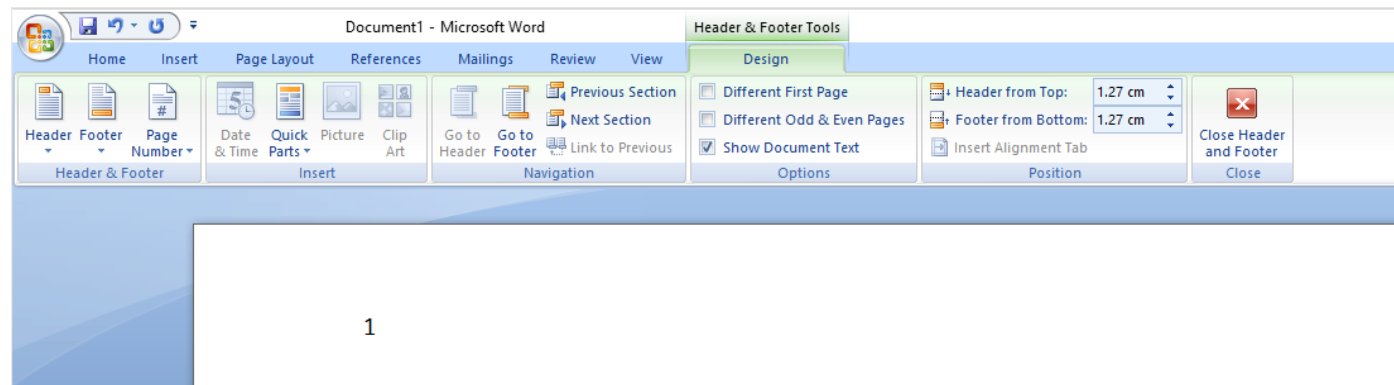 Document1 - Microsoft Word
Header & Footer Tools
Home Insert Page Layout References Mailings Review View Design
Header Footer Page Number
Header & Footer
5 Date & Time Quick Parts Picture Clip Art
Insert
Go to Header Go to Footer
Previous Section
Next Section
Link to Previous
Navigation
Different First Page
Different Odd & Even Pages
Show Document Text
Options
Header from Top: 1.27 cm
Footer from Bottom: 1.27 cm
Insert Alignment Tab
Position
Close Header and Footer
Close
1